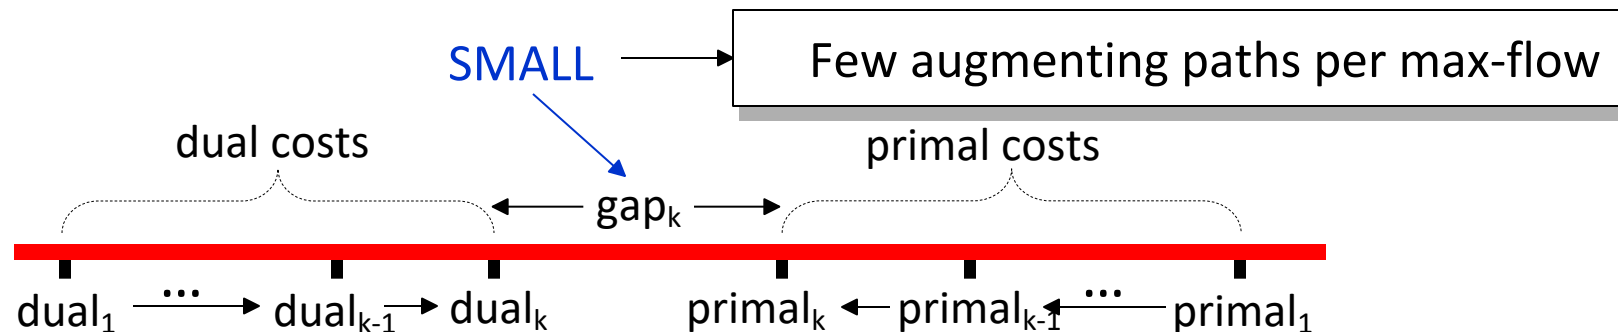 SMALL
Few augmenting paths per max-flow
dual costs
primal costs
gapₖ
dual₁ ... dualₖ₋₁ dualₖ primalₖ primalₖ₋₁ ... primal₁